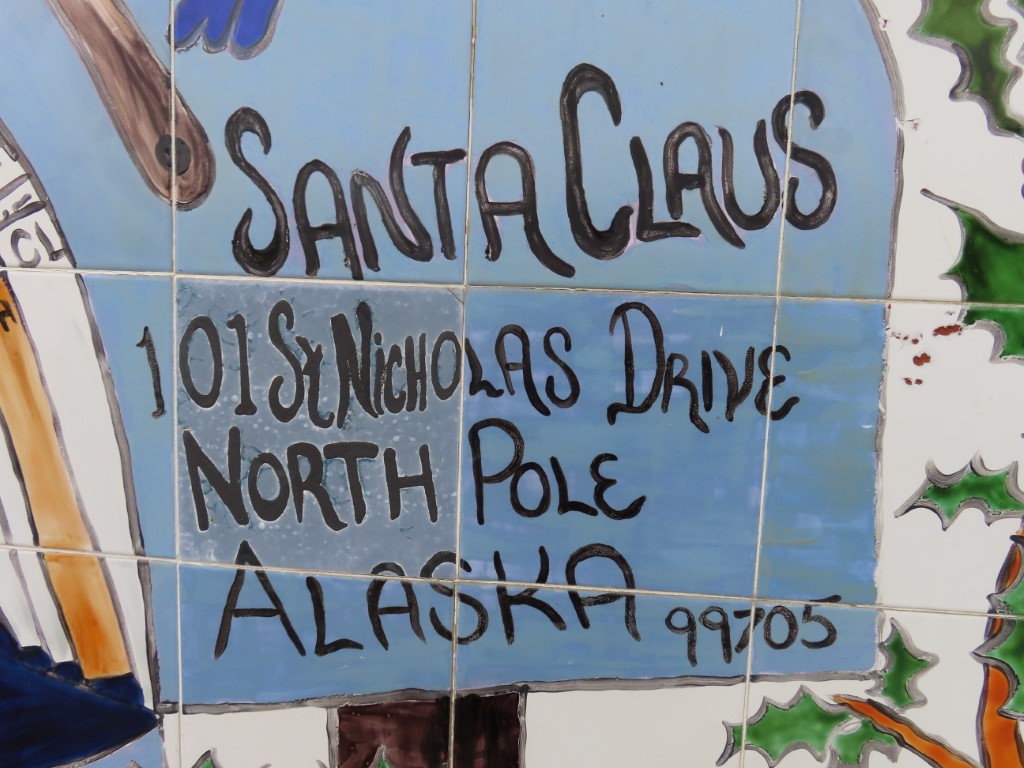 SANTA CLAUS
101 St NicHOLAS DRIVE
NORTH POLE
ALASKA 99705